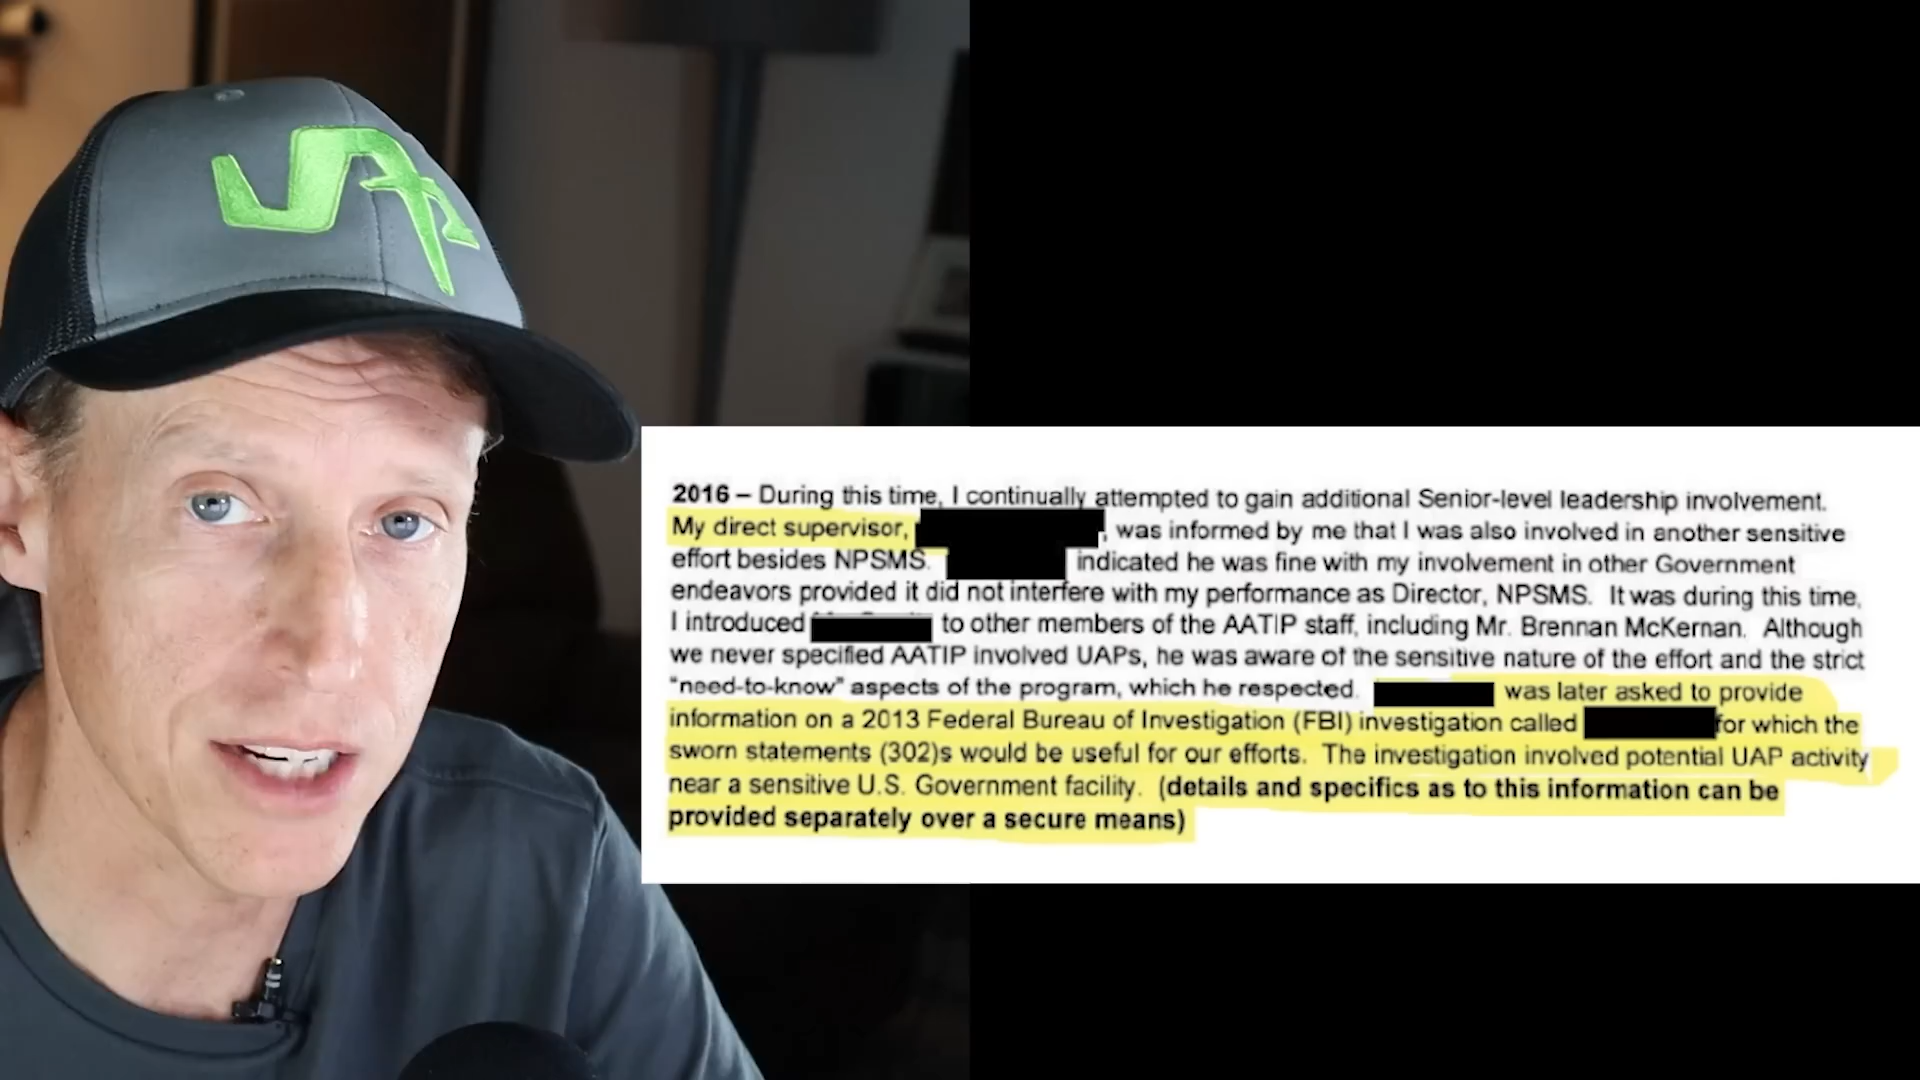 UAP
2016 – During this time, I continually attempted to gain additional Senior-level leadership involvement.
My direct supervisor, , was informed by me that I was also involved in another sensitive
effort besides NPSMS. indicated he was fine with my involvement in other Government
endeavors provided it did not interfere with my performance as Director, NPSMS. It was during this time,
I introduced to other members of the AATIP staff, including Mr. Brennan McKernan. Although
we never specified AATIP involved UAPs, he was aware of the sensitive nature of the effort and the strict
"need-to-know" aspects of the program, which he respected. was later asked to provide
information on a 2013 Federal Bureau of Investigation (FBI) investigation called for which the
sworn statements (302)s would be useful for our efforts. The investigation involved potential UAP activity
near a sensitive U.S. Government facility. (details and specifics as to this information can be
provided separately over a secure means)